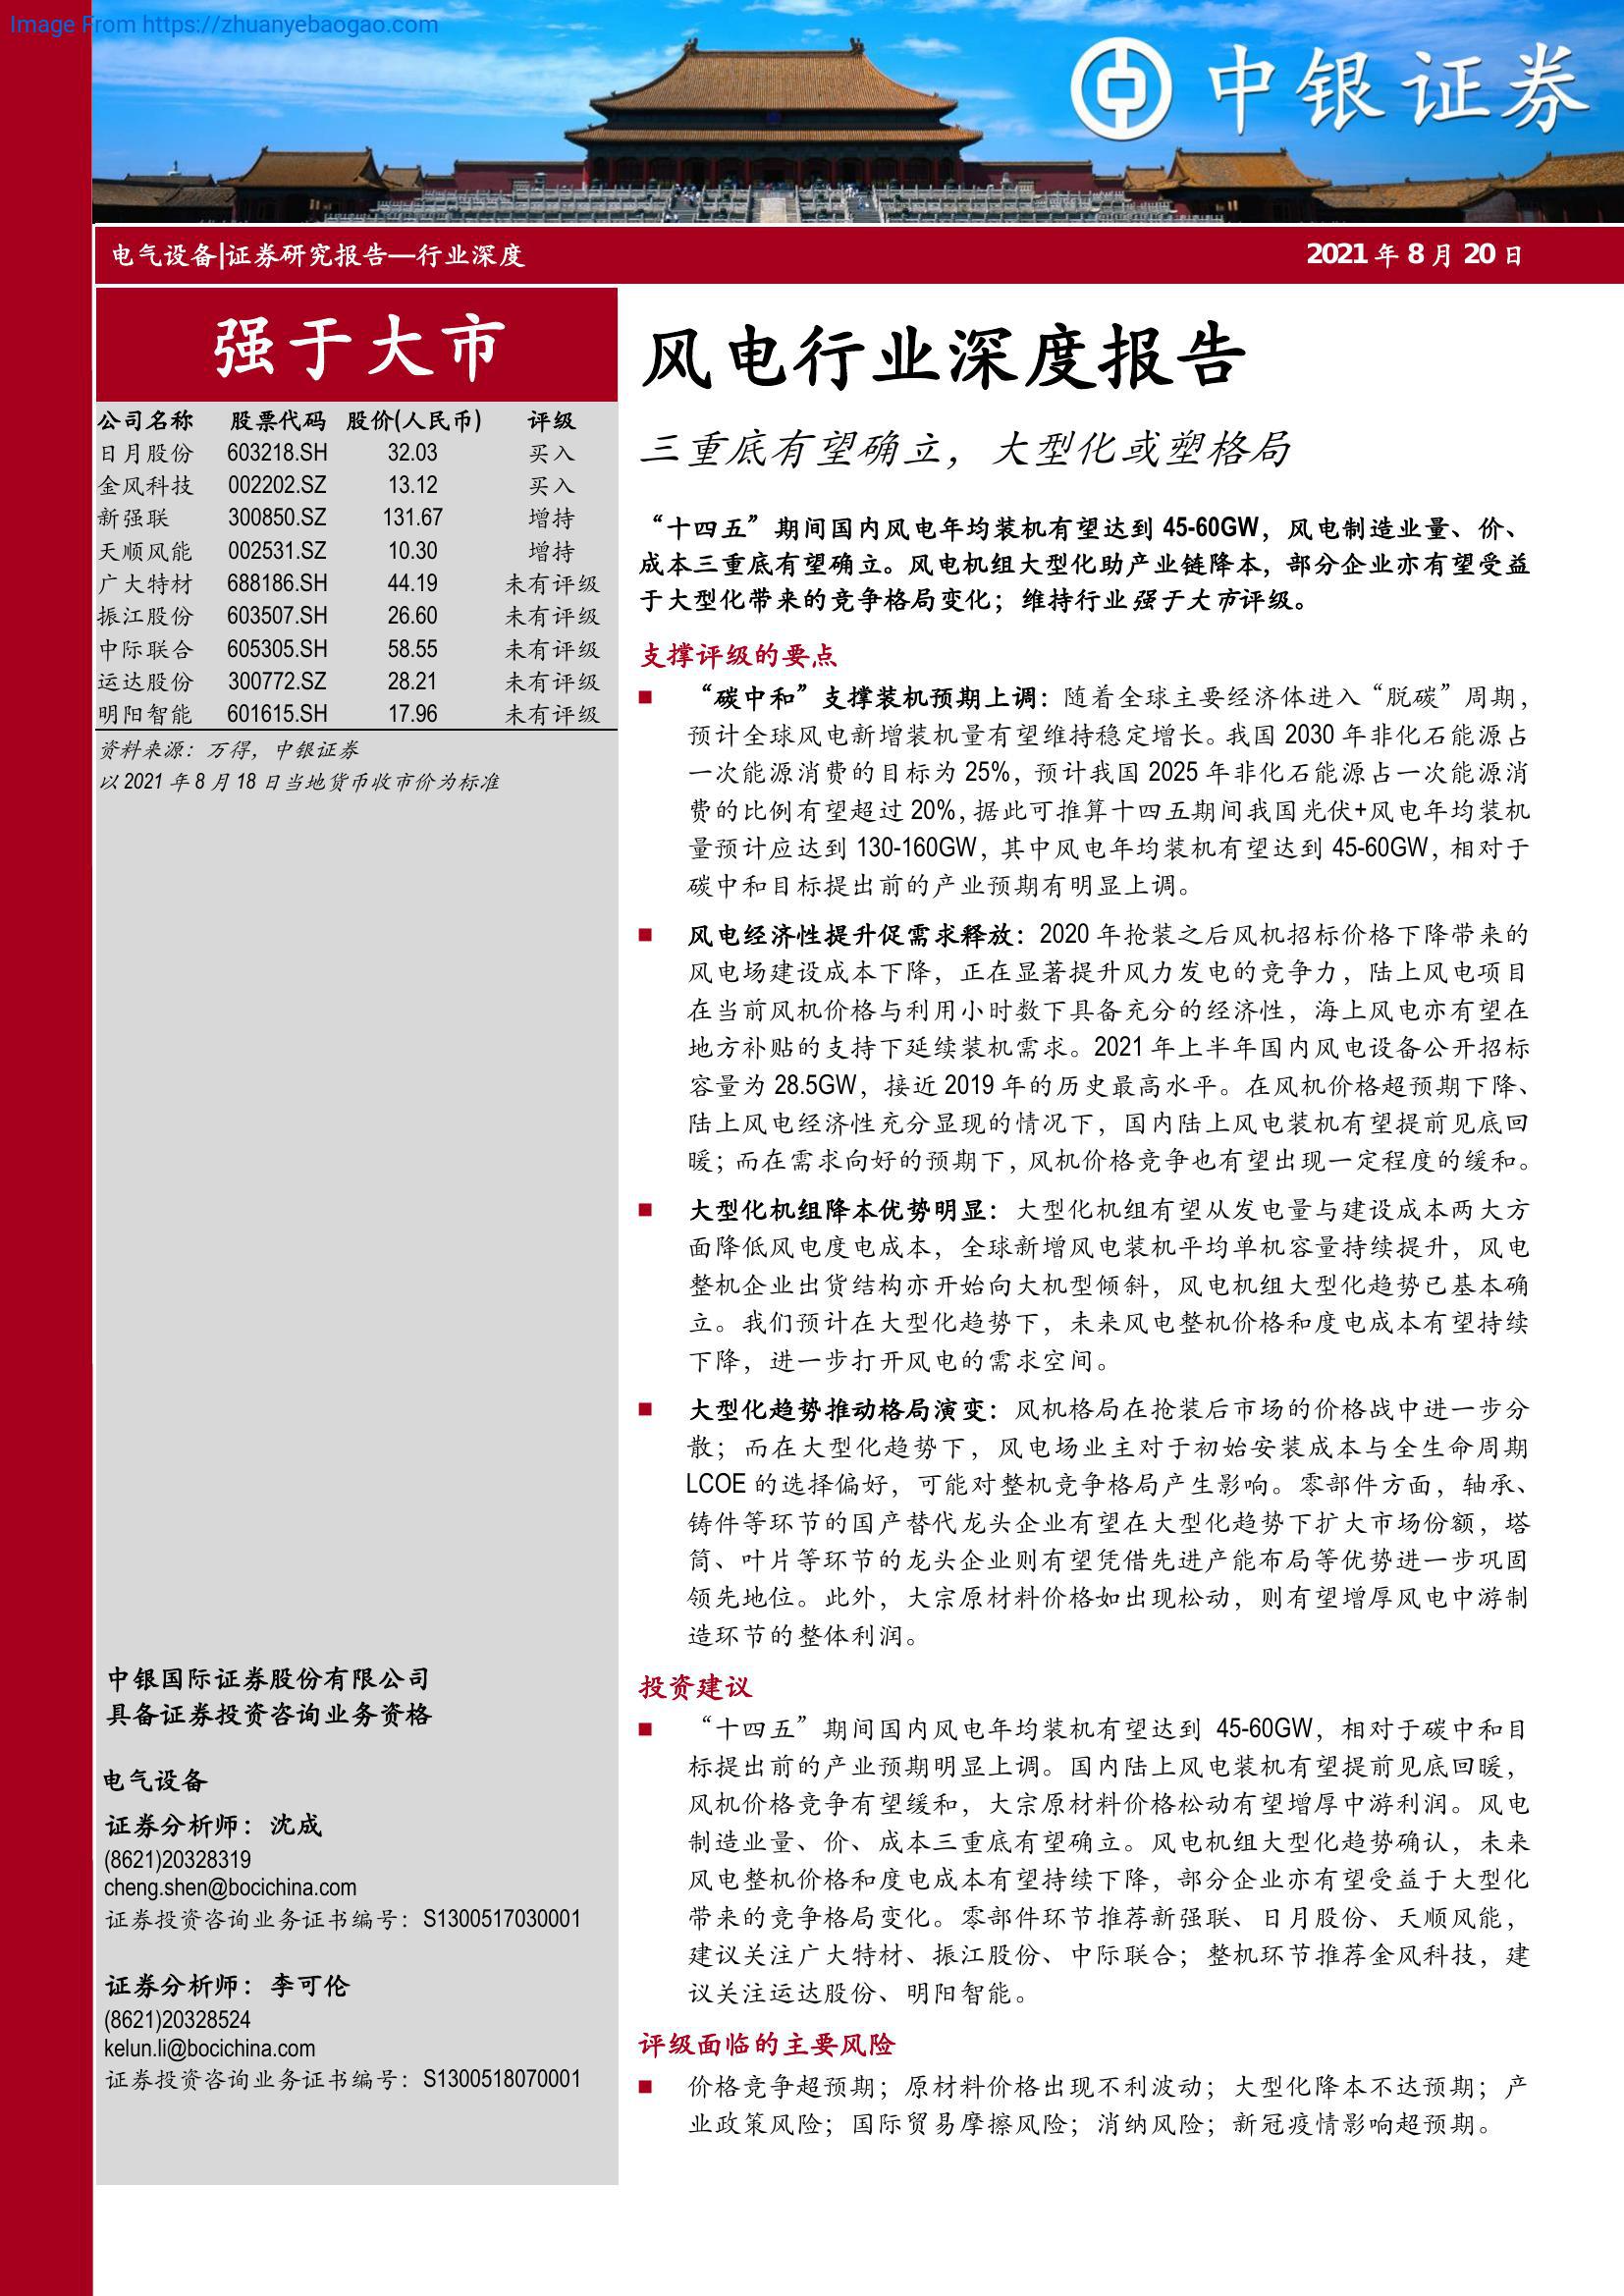 Image From https://zhuanyebaogao.com
中银证券
电气设备|证券研究报告—行业深度
2021 年 8 月 20 日
强于大市
公司名称 股票代码 股价(人民币) 评级
日月股份 603218.SH 32.03 买入
金风科技 002202.SZ 13.12 买入
新强联 300850.SZ 131.67 增持
天顺风能 002531.SZ 10.30 增持
广大特材 688186.SH 44.19 未有评级
振江股份 603507.SH 26.60 未有评级
中际联合 605305.SH 58.55 未有评级
运达股份 300772.SZ 28.21 未有评级
明阳智能 601615.SH 17.96 未有评级
资料来源：万得，中银证券
以 2021 年 8 月 18 日当地货币收市价为标准
中银国际证券股份有限公司
具备证券投资咨询业务资格
电气设备
证券分析师：沈成
(8621)20328319
cheng.shen@bocichina.com
证券投资咨询业务证书编号：S1300517030001
证券分析师：李可伦
(8621)20328524
kelun.li@bocichina.com
证券投资咨询业务证书编号：S1300518070001
风电行业深度报告
三重底有望确立，大型化或塑格局
“十四五”期间国内风电年均装机有望达到 45-60GW，风电制造业量、价、
成本三重底有望确立。风电机组大型化助产业链降本，部分企业亦有望受益
于大型化带来的竞争格局变化；维持行业强于大市评级。
支撑评级的要点
■ “碳中和”支撑装机预期上调：随着全球主要经济体进入“脱碳”周期，
预计全球风电新增装机量有望维持稳定增长。我国 2030 年非化石能源占
一次能源消费的目标为 25%，预计我国 2025 年非化石能源占一次能源消
费的比例有望超过 20%，据此可推算十四五期间我国光伏+风电年均装机
量预计应达到 130-160GW，其中风电年均装机有望达到 45-60GW，相对于
碳中和目标提出前的产业预期有明显上调。
■ 风电经济性提升促需求释放：2020 年抢装之后风机招标价格下降带来的
风电场建设成本下降，正在显著提升风力发电的竞争力，陆上风电项目
在当前风机价格与利用小时数下具备充分的经济性，海上风电亦有望在
地方补贴的支持下延续装机需求。2021 年上半年国内风电设备公开招标
容量为 28.5GW，接近 2019 年的历史最高水平。在风机价格超预期下降、
陆上风电经济性充分显现的情况下，国内陆上风电装机有望提前见底回
暖；而在需求向好的预期下，风机价格竞争也有望出现一定程度的缓和。
■ 大型化机组降本优势明显：大型化机组有望从发电量与建设成本两大方
面降低风电度电成本，全球新增风电装机平均单机容量持续提升，风电
整机企业出货结构亦开始向大机型倾斜，风电机组大型化趋势已基本确
立。我们预计在大型化趋势下，未来风电整机价格和度电成本有望持续
下降，进一步打开风电的需求空间。
■ 大型化趋势推动格局演变：风机格局在抢装后市场的价格战中进一步分
散；而在大型化趋势下，风电场业主对于初始安装成本与全生命周期
LCOE 的选择偏好，可能对整机竞争格局产生影响。零部件方面，轴承、
铸件等环节的国产替代龙头企业有望在大型化趋势下扩大市场份额，塔
筒、叶片等环节的龙头企业则有望凭借先进产能布局等优势进一步巩固
领先地位。此外，大宗原材料价格如出现松动，则有望增厚风电中游制
造环节的整体利润。
投资建议
■ “十四五”期间国内风电年均装机有望达到 45-60GW，相对于碳中和目
标提出前的产业预期明显上调。国内陆上风电装机有望提前见底回暖，
风机价格竞争有望缓和，大宗原材料价格松动有望增厚中游利润。风电
制造业量、价、成本三重底有望确立。风电机组大型化趋势确认，未来
风电整机价格和度电成本有望持续下降，部分企业亦有望受益于大型化
带来的竞争格局变化。零部件环节推荐新强联、日月股份、天顺风能，
建议关注广大特材、振江股份、中际联合；整机环节推荐金风科技，建
议关注运达股份、明阳智能。
评级面临的主要风险
■ 价格竞争超预期；原材料价格出现不利波动；大型化降本不达预期；产
业政策风险；国际贸易摩擦风险；消纳风险；新冠疫情影响超预期。